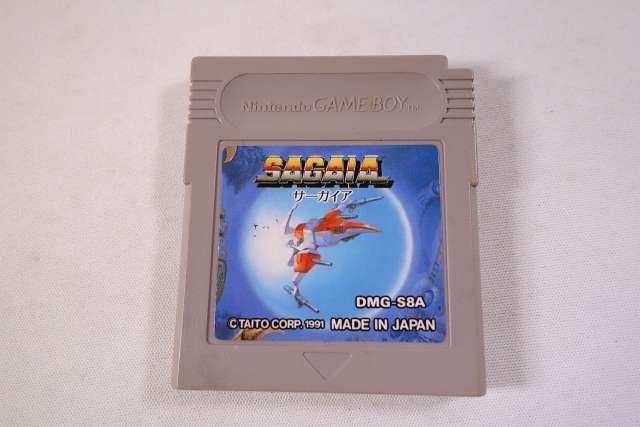 Nintendo GAME BOY TM
SAGAIA
サーガイア
DMG-S8A
© TAITO CORP. 1991 MADE IN JAPAN